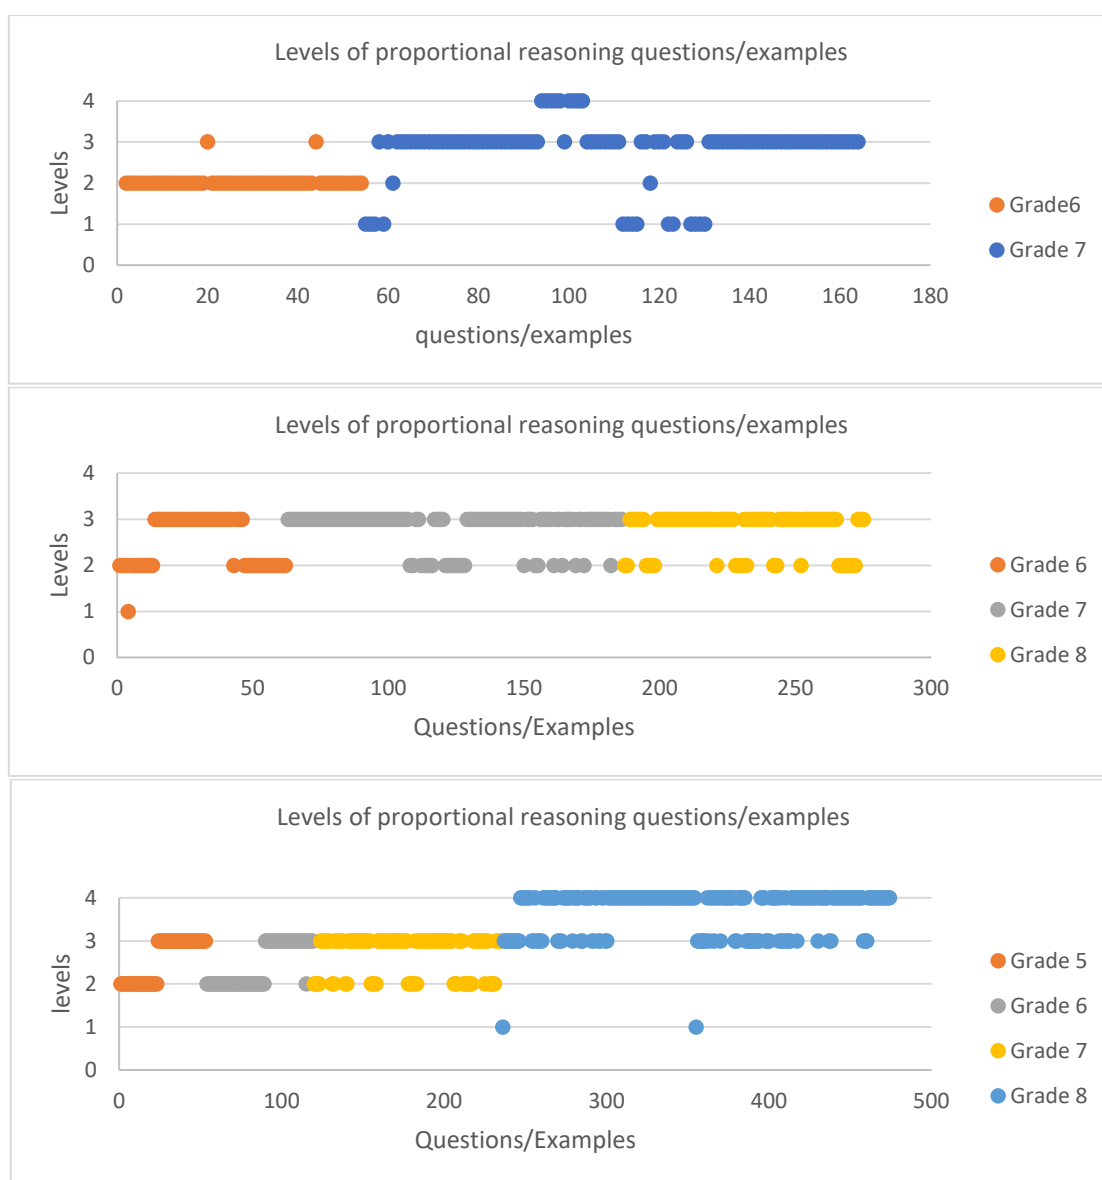 Levels of proportional reasoning questions/examples
4
3
2
1
0
Levels
0 20 40 60 80 100 120 140 160 180
questions/examples
Grade6
Grade 7
Levels of proportional reasoning questions/examples
4
3
2
1
0
Levels
0 50 100 150 200 250 300
Questions/Examples
Grade 6
Grade 7
Grade 8
Levels of proportional reasoning questions/examples
4
3
2
1
0
levels
0 100 200 300 400 500
Questions/Examples
Grade 5
Grade 6
Grade 7
Grade 8